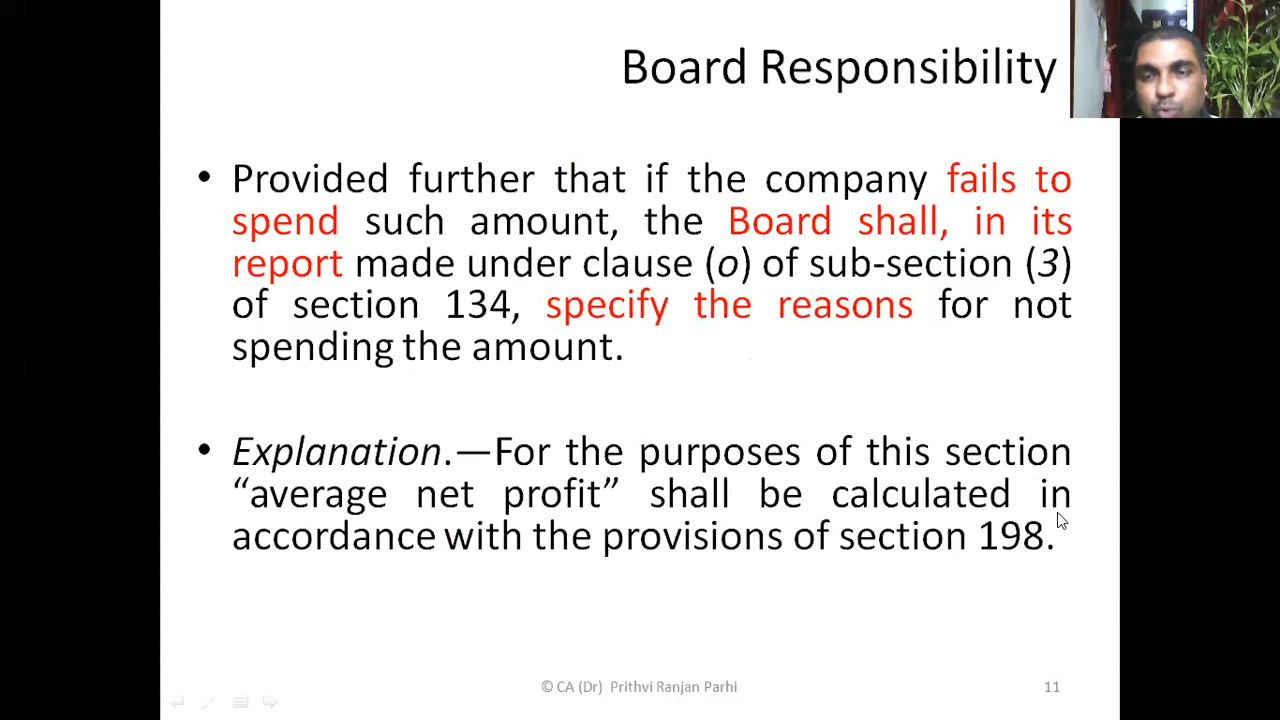 Board Responsibility
• Provided further that if the company fails to
spend such amount, the Board shall, in its
report made under clause (o) of sub-section (3)
of section 134, specify the reasons for not
spending the amount.
• Explanation.—For the purposes of this section
“average net profit” shall be calculated in
accordance with the provisions of section 198.
© CA (Dr) Prithvi Ranjan Parhi
11